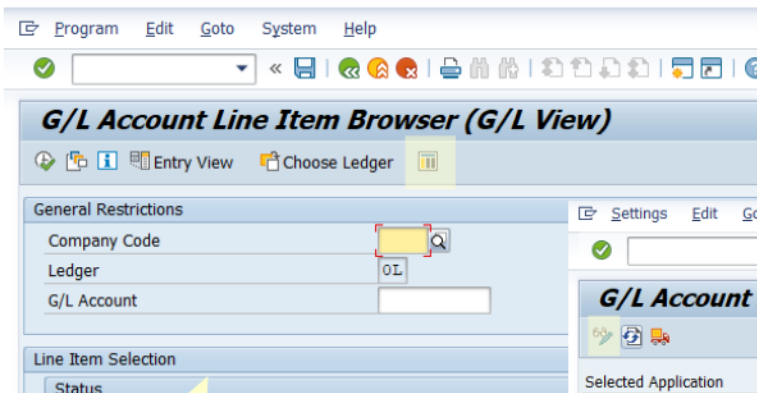 Program Edit Goto System Help
G/L Account Line Item Browser (G/L View)
Entry View Choose Ledger
General Restrictions
Company Code
Ledger 0L
G/L Account
Line Item Selection
Status
Settings Edit
G/L Account
Selected Application